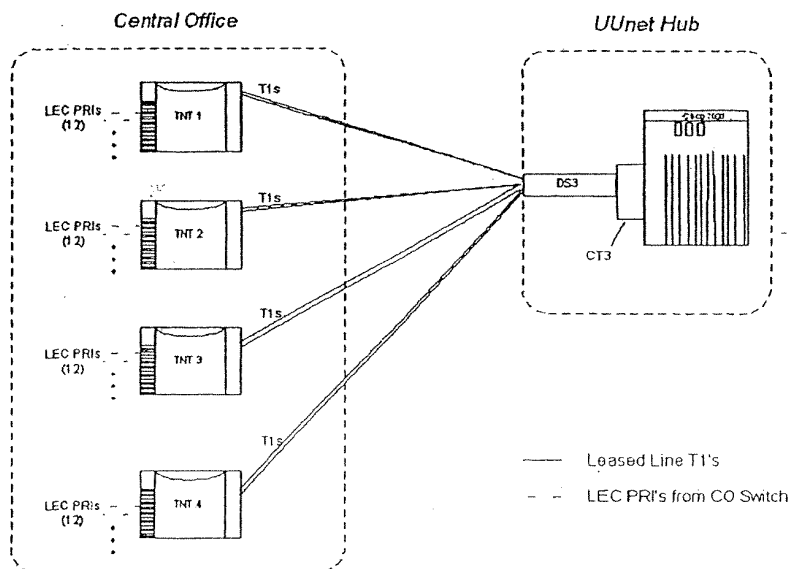 Central Office
UUnet Hub
T1s
LEC PRIs
(12)
TNT 1
T1s
LEC PRIs
(12)
TNT 2
DS3
CT3
T1s
LEC PRIs
(12)
TNT 3
T1s
LEC PRIs
(12)
TNT 4
Leased Line T1's
LEC PRI's from CO Switch